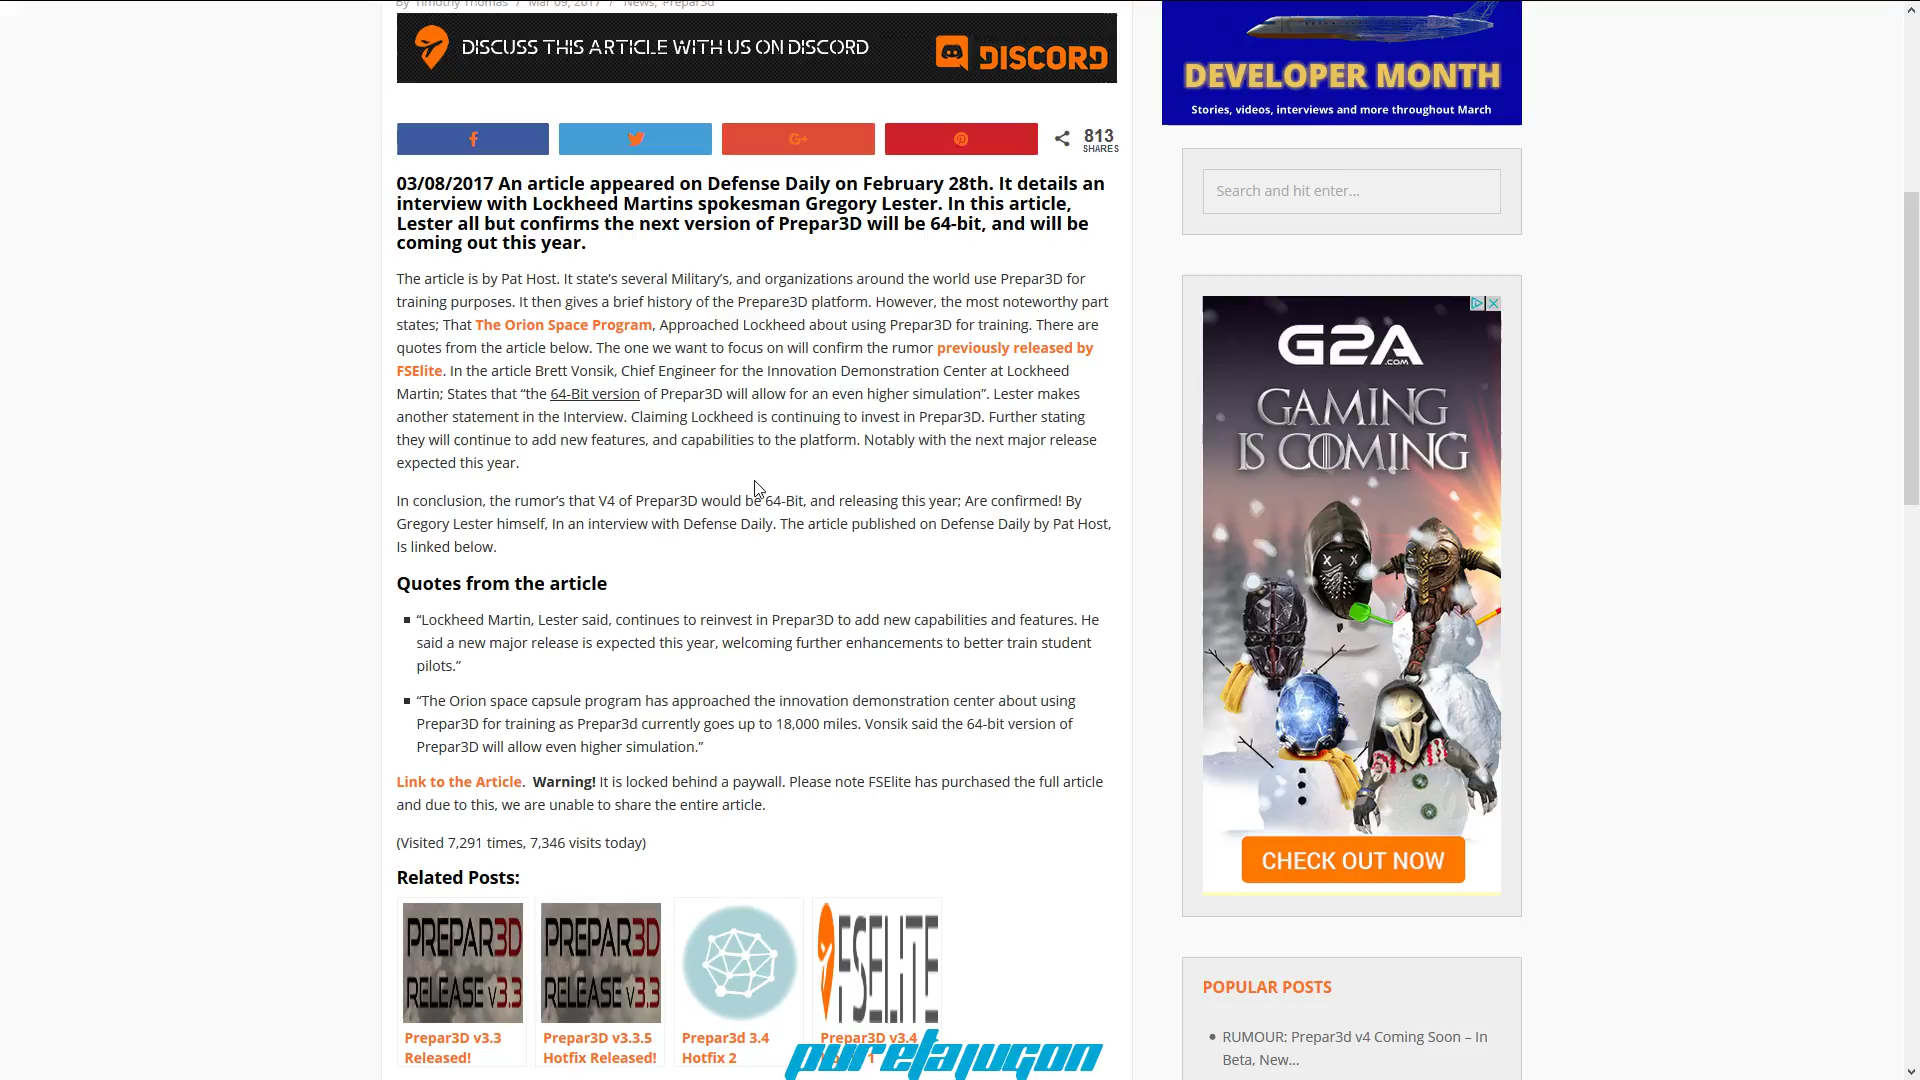 By Timothy Thomas / Mar 09, 2017 / News, Prepar3d
DISCUSS THIS ARTICLE WITH US ON DISCORD
DISCORD
813
SHARES
03/08/2017 An article appeared on Defense Daily on February 28th. It details an
interview with Lockheed Martins spokesman Gregory Lester. In this article,
Lester all but confirms the next version of Prepar3D will be 64-bit, and will be
coming out this year.
The article is by Pat Host. It state’s several Military’s, and organizations around the world use Prepar3D for
training purposes. It then gives a brief history of the Prepare3D platform. However, the most noteworthy part
states; That The Orion Space Program, Approached Lockheed about using Prepar3D for training. There are
quotes from the article below. The one we want to focus on will confirm the rumor previously released by
FSElite. In the article Brett Vonsik, Chief Engineer for the Innovation Demonstration Center at Lockheed
Martin; States that “the 64-Bit version of Prepar3D will allow for an even higher simulation”. Lester makes
another statement in the Interview. Claiming Lockheed is continuing to invest in Prepar3D. Further stating
they will continue to add new features, and capabilities to the platform. Notably with the next major release
expected this year.
In conclusion, the rumor’s that V4 of Prepar3D would be 64-Bit, and releasing this year; Are confirmed! By
Gregory Lester himself, In an interview with Defense Daily. The article published on Defense Daily by Pat Host,
Is linked below.
Quotes from the article
“Lockheed Martin, Lester said, continues to reinvest in Prepar3D to add new capabilities and features. He
said a new major release is expected this year, welcoming further enhancements to better train student
pilots.”
“The Orion space capsule program has approached the innovation demonstration center about using
Prepar3D for training as Prepar3d currently goes up to 18,000 miles. Vonsik said the 64-bit version of
Prepar3D will allow even higher simulation.”
Link to the Article. Warning! It is locked behind a paywall. Please note FSElite has purchased the full article
and due to this, we are unable to share the entire article.
(Visited 7,291 times, 7,346 visits today)
Related Posts:
PREPAR3D
RELEASE v3.3
Prepar3D v3.3
Released!
PREPAR3D
RELEASE v3.3
Prepar3D v3.3.5
Hotfix Released!
Prepar3d 3.4
Hotfix 2
FSELITE
Prepar3D v3.4
puretajugon
DEVELOPER MONTH
Stories, videos, interviews and more throughout March
Search and hit enter...
G2A
.COM
GAMING
IS COMING
CHECK OUT NOW
POPULAR POSTS
RUMOUR: Prepar3d v4 Coming Soon – In
Beta, New...